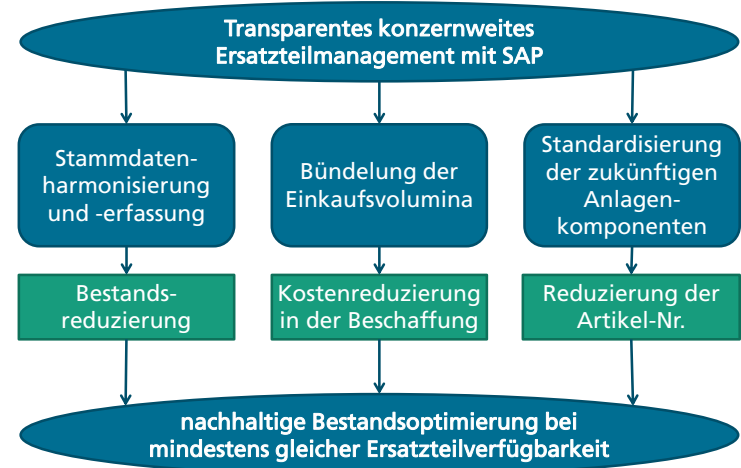 Transparentes konzernweites
Ersatzteilmanagement mit SAP
Stammdaten-
harmonisierung
und -erfassung
Bündelung der
Einkaufsvolumina
Standardisierung
der zukünftigen
Anlagen-
komponenten
Bestands-
reduzierung
Kostenreduzierung
in der Beschaffung
Reduzierung der
Artikel-Nr.
nachhaltige Bestandsoptimierung bei
mindestens gleicher Ersatzteilverfügbarkeit